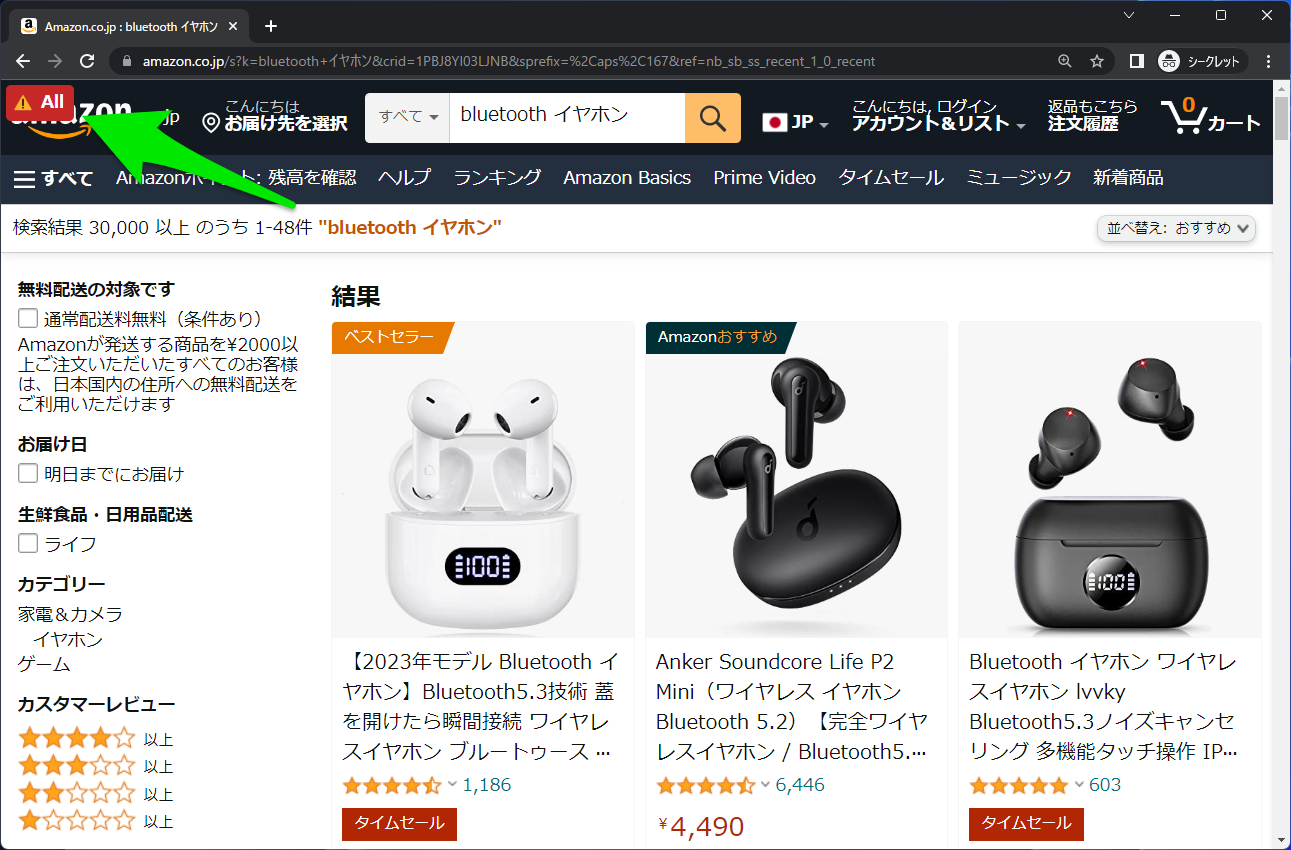 Amazon.co.jp : bluetooth イヤホン
amazon.co.jp/s?k=bluetooth+イヤホン&crid=1PBJ8YI03LJNB&sprefix=%2Caps%2C167&ref=nb_sb_ss_recent_1_0_recent
シークレット
All
.jp
こんにちは
お届け先を選択
すべて
bluetooth イヤホン
JP
こんにちは, ログイン
アカウント&リスト
返品もこちら
注文履歴
0
カート
すべて
Amazonポイント: 残高を確認
ヘルプ
ランキング
Amazon Basics
Prime Video
タイムセール
ミュージック
新着商品
検索結果 30,000 以上 のうち 1-48件 "bluetooth イヤホン"
並べ替え: おすすめ
無料配送の対象です
通常配送料無料（条件あり）
Amazonが発送する商品を¥2000以
上ご注文いただいたすべてのお客様
は、日本国内の住所への無料配送を
ご利用いただけます
お届け日
明日までにお届け
生鮮食品・日用品配送
ライフ
カテゴリー
家電＆カメラ
イヤホン
ゲーム
カスタマーレビュー
以上
以上
以上
以上
結果
ベストセラー
100
【2023年モデル Bluetooth イ
ヤホン】Bluetooth5.3技術 蓋
を開けたら瞬間接続 ワイヤレ
スイヤホン ブルートゥース …
1,186
タイムセール
Amazonおすすめ
Anker Soundcore Life P2
Mini（ワイヤレス イヤホン
Bluetooth 5.2）【完全ワイヤ
レスイヤホン / Bluetooth5.…
6,446
¥4,490
100
Bluetooth イヤホン ワイヤレ
スイヤホン lvvky
Bluetooth5.3ノイズキャンセ
リング 多機能タッチ操作 IP…
603
タイムセール